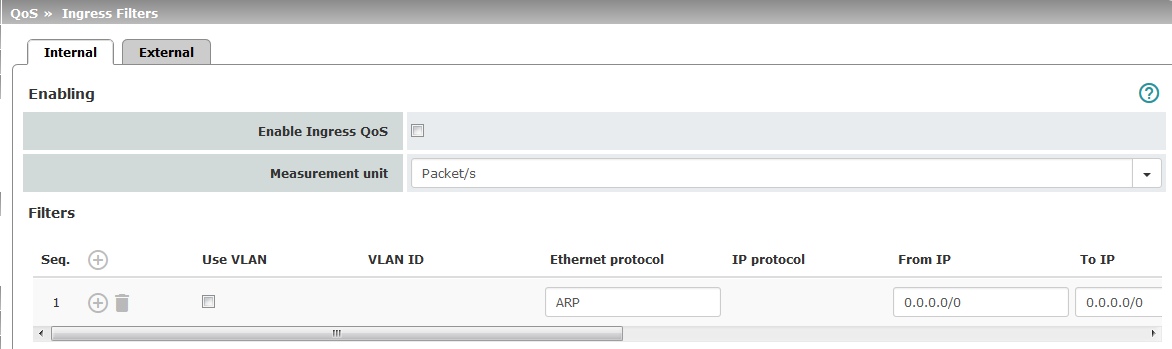 QoS » Ingress Filters
Internal External
Enabling
Enable Ingress QoS
Measurement unit Packet/s
Filters
Seq. Use VLAN VLAN ID Ethernet protocol IP protocol From IP To IP
1 ARP 0.0.0.0/0 0.0.0.0/0